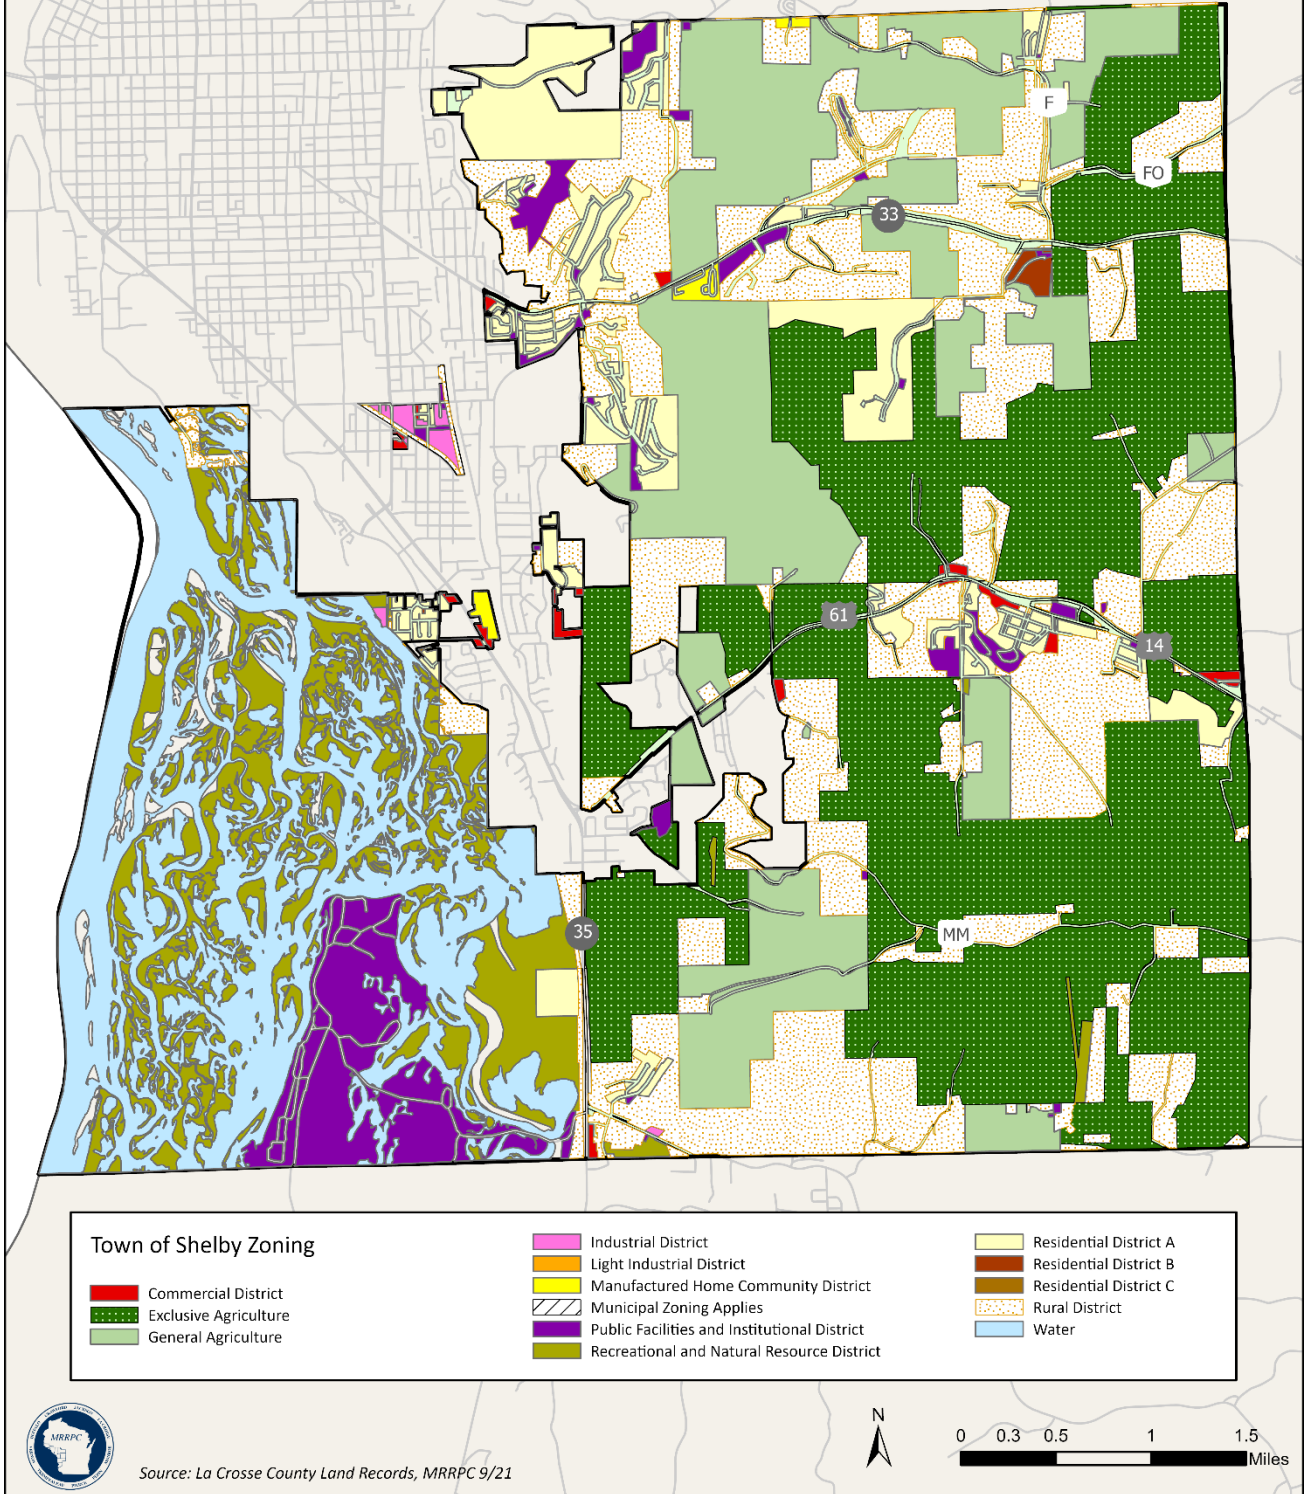 F
FO
33
61
14
35
MM
Town of Shelby Zoning
Commercial District
Exclusive Agriculture
General Agriculture
Industrial District
Light Industrial District
Manufactured Home Community District
Municipal Zoning Applies
Public Facilities and Institutional District
Recreational and Natural Resource District
Residential District A
Residential District B
Residential District C
Rural District
Water
MRRPC
Source: La Crosse County Land Records, MRRPC 9/21
N
0 0.3 0.5 1 1.5
Miles